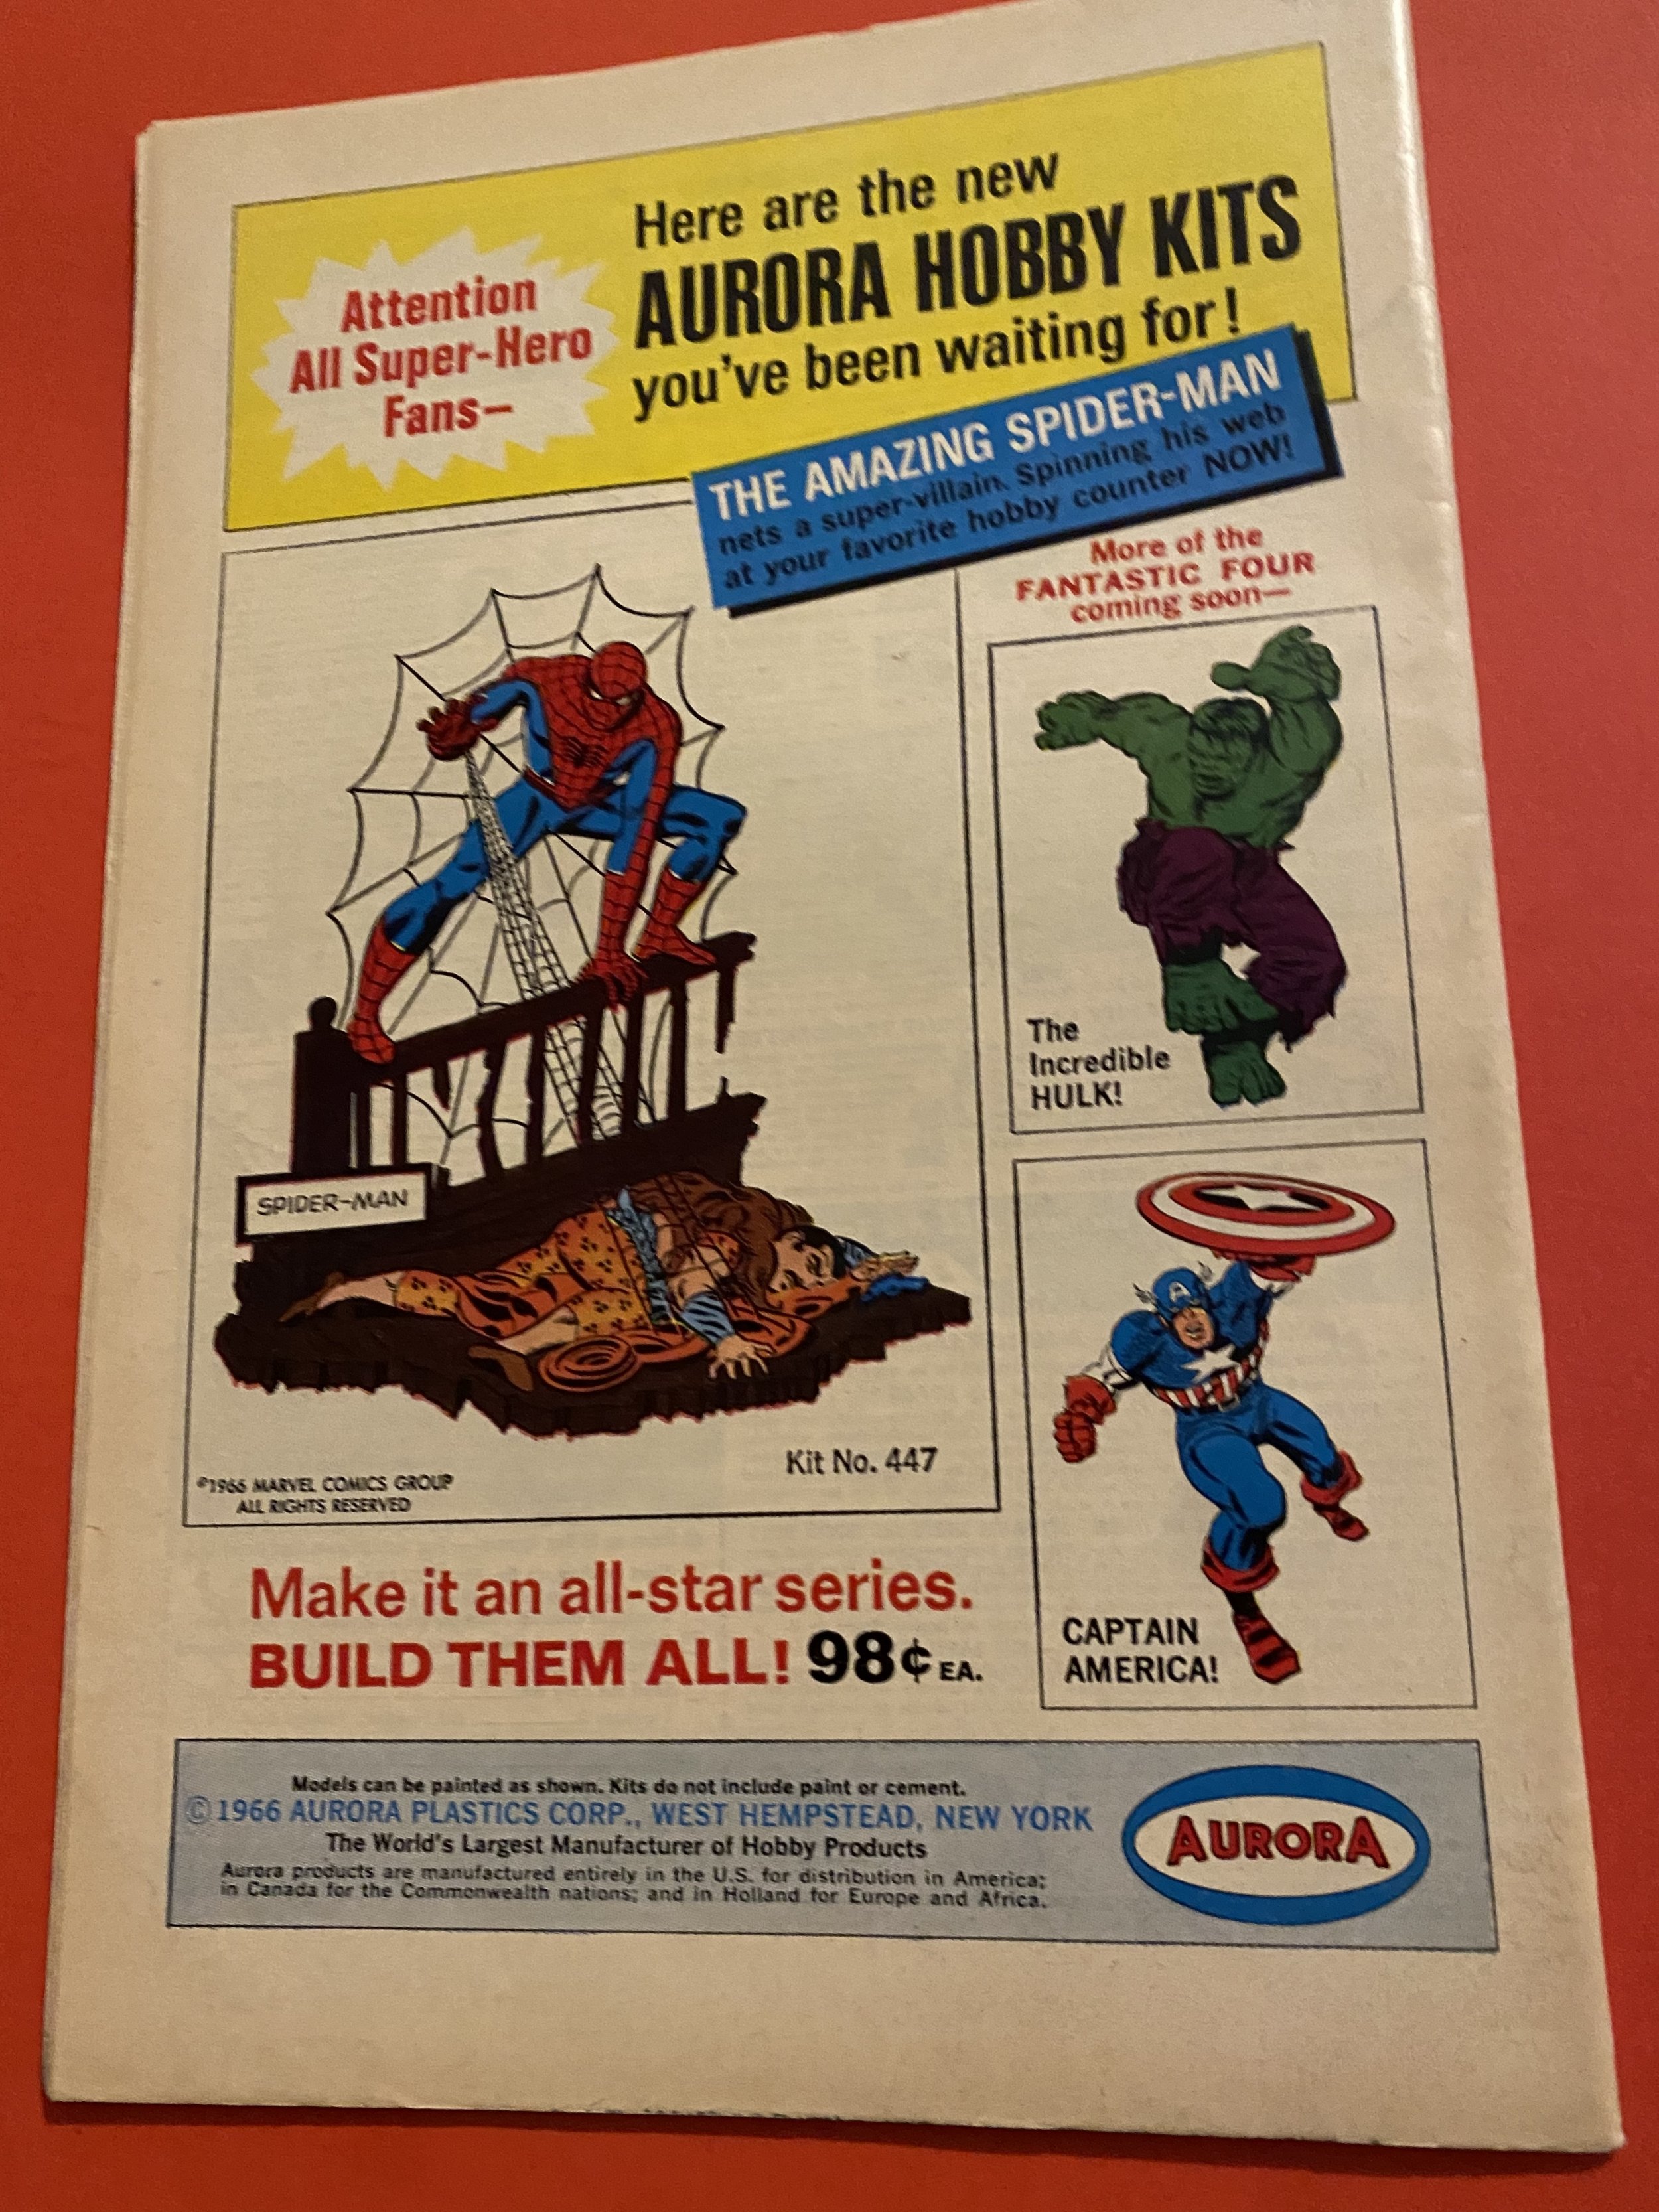 Attention
All Super-Hero
Fans—
Here are the new
AURORA HOBBY KITS
you've been waiting for!
THE AMAZING SPIDER-MAN
nets a super-villain. Spinning his web
at your favorite hobby counter NOW!
More of the
FANTASTIC FOUR
coming soon—
The
Incredible
HULK!
SPIDER-MAN
Kit No. 447
©1966 MARVEL COMICS GROUP
ALL RIGHTS RESERVED
A
CAPTAIN
AMERICA!
Make it an all-star series.
BUILD THEM ALL! 98¢ EA.
Models can be painted as shown. Kits do not include paint or cement.
©1966 AURORA PLASTICS CORP., WEST HEMPSTEAD, NEW YORK
The World's Largest Manufacturer of Hobby Products
Aurora products are manufactured entirely in the U.S. for distribution in America;
in Canada for the Commonwealth nations; and in Holland for Europe and Africa.
AURORA